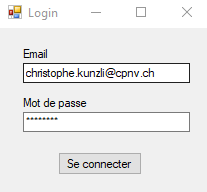 Login
Email
christophe.kunzli@cpnv.ch
Mot de passe
********
Se connecter